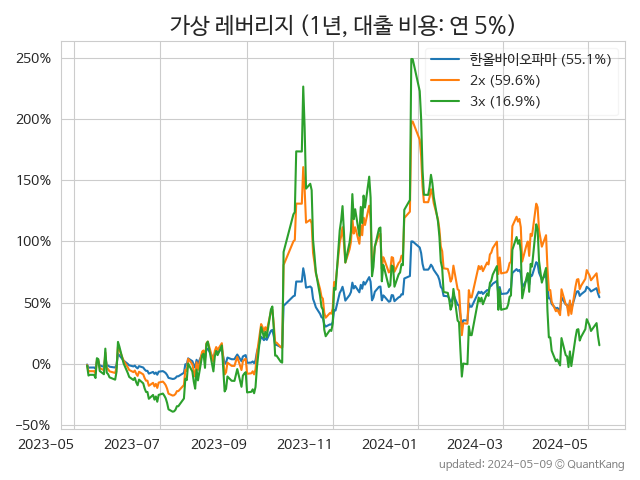 가상 레버리지 (1년, 대출 비용: 연 5%)
한올바이오파마 (55.1%)
2x (59.6%)
3x (16.9%)
250%
200%
150%
100%
50%
0%
−50%
2023-05
2023-07
2023-09
2023-11
2024-01
2024-03
2024-05
updated: 2024-05-09 © QuantKang